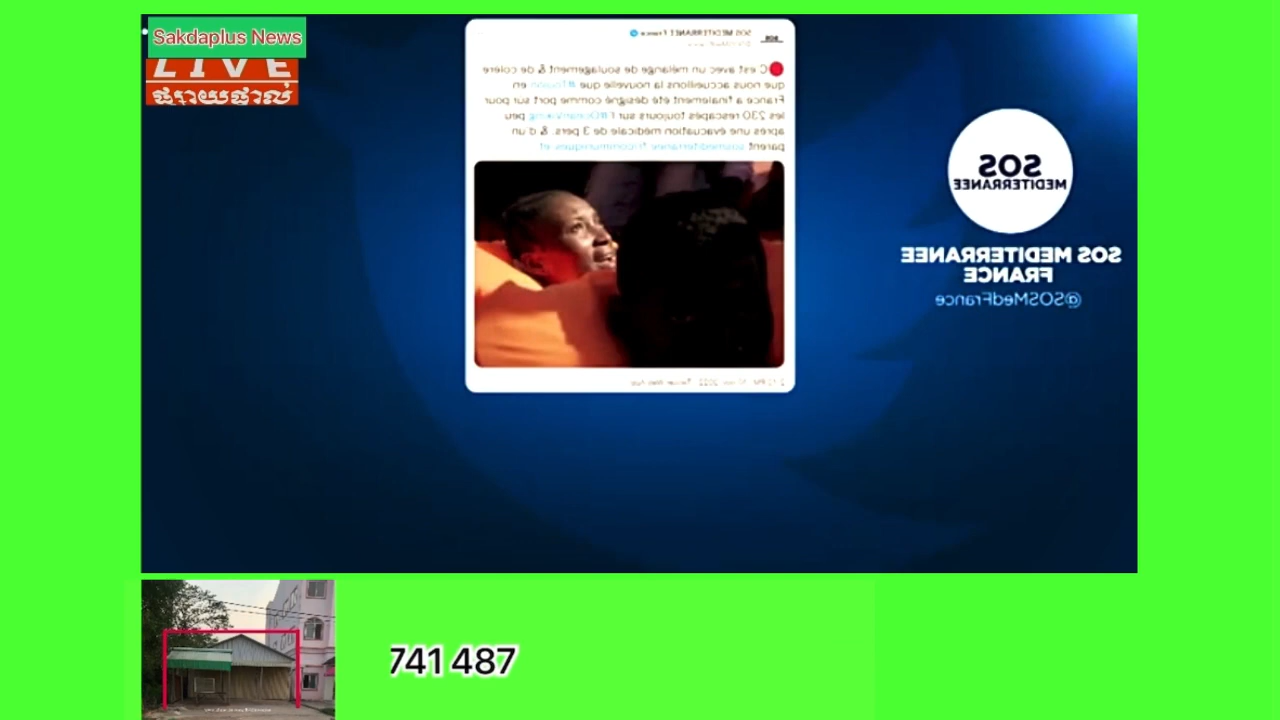 Sakdaplus News
LIVE
ផ្សាយផ្ទាល់
SOS MEDITERRANEE France
C'est avec un mélange de soulagement & de colère
que nous accueillons la nouvelle que #Toulon en
France a finalement été désigné comme port sûr pour
les 230 rescapés toujours sur l'#OceanViking peu
après une évacuation médicale de 3 pers. & d'un
parent
SOS
MEDITERRANEE
SOS MEDITERRANEE
FRANCE
@SOSMedFrance
741 487